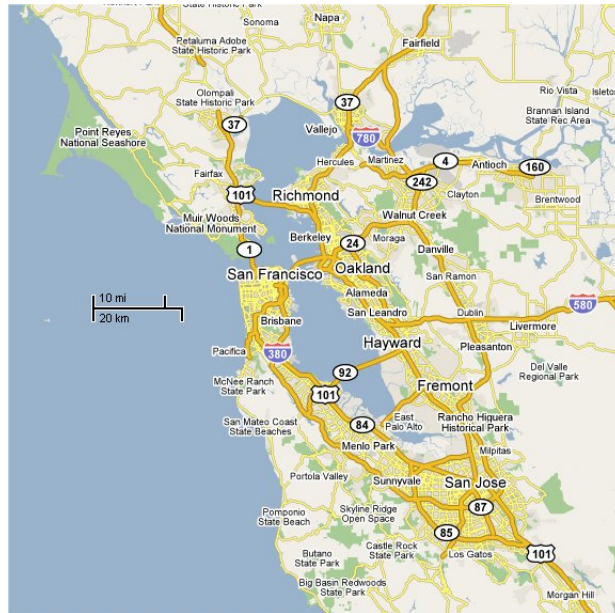 State Historic Park
Sonoma
Napa
Petaluma Adobe
State Historic Park
Fairfield
Rio Vista
Isleton
Olompali
State Historic Park
37
37
Brannan Island
State Rec Area
Vallejo
780
Point Reyes
National Seashore
Hercules
Martinez
4
Antioch
160
Fairfax
242
101
Richmond
Clayton
Brentwood
Muir Woods
National Monument
Walnut Creek
Berkeley
24
Moraga
Danville
1
San Francisco
Oakland
San Ramon
10 mi
20 km
Alameda
580
San Leandro
Dublin
Brisbane
Livermore
Hayward
Pleasanton
Pacifica
380
92
Del Valle
Regional Park
McNee Ranch
State Park
101
Fremont
San Mateo Coast
State Beaches
84
East
Palo Alto
Rancho Higuera
Historical Park
Menlo Park
Milpitas
Portola Valley
Sunnyvale
San Jose
Pomponio
State Beach
Skyline Ridge
Open Space
87
85
Butano
State Park
Castle Rock
State Park
Los Gatos
101
Big Basin Redwoods
State Park
Morgan Hill